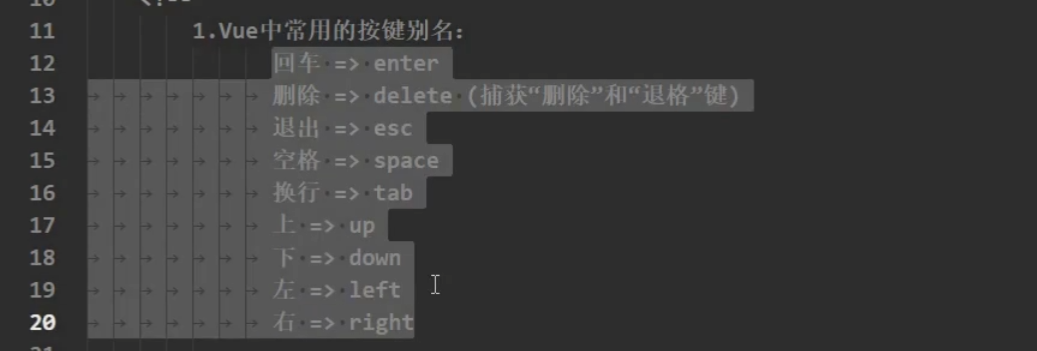 11 1.Vue中常用的按键别名：
12 回车 => enter
13 删除 => delete (捕获“删除”和“退格”键)
14 退出 => esc
15 空格 => space
16 换行 => tab
17 上 => up
18 下 => down
19 左 => left
20 右 => right